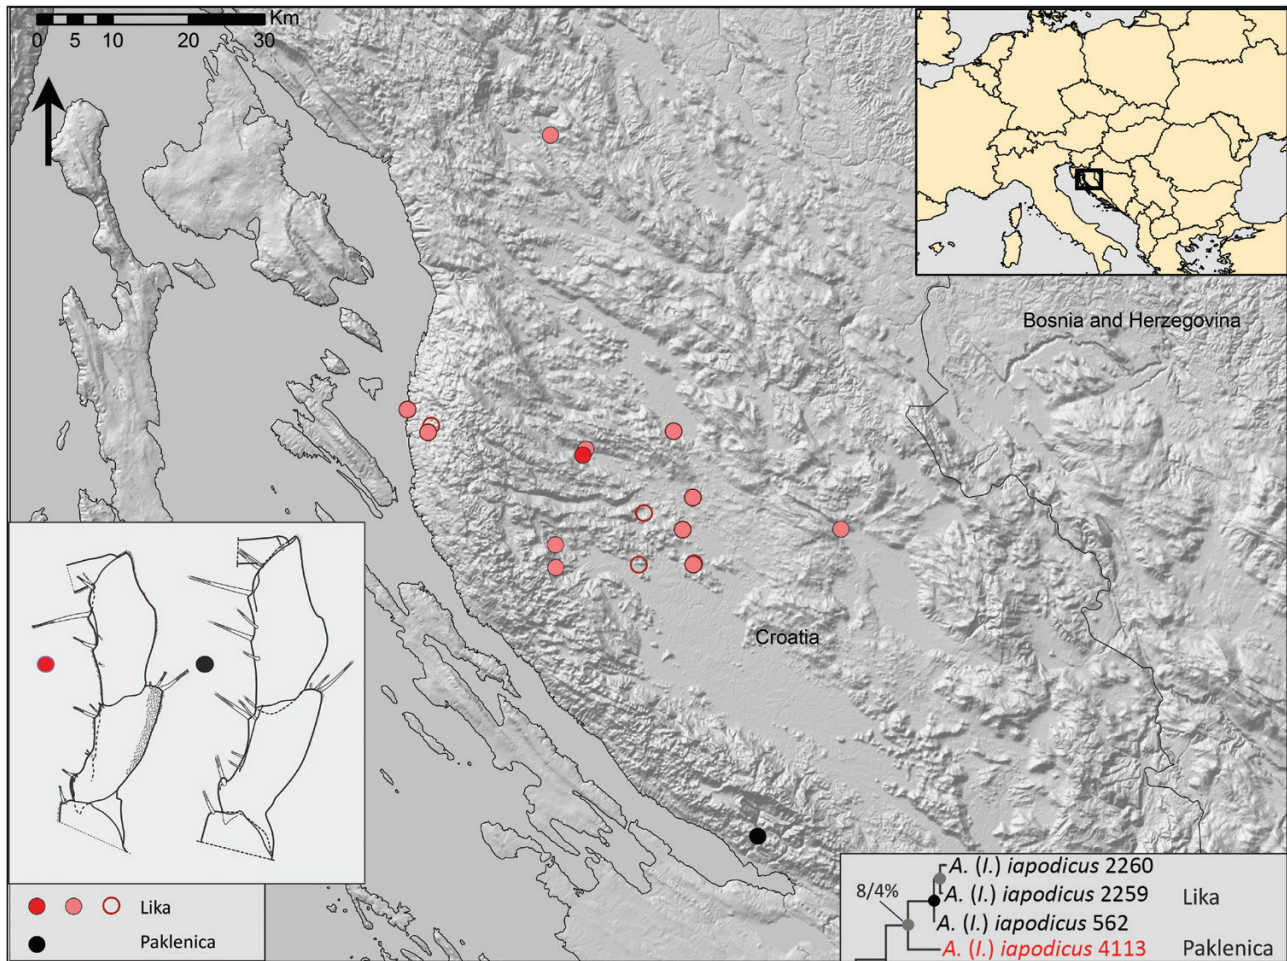 Km
0 5 10 20 30
Bosnia and Herzegovina
Croatia
Lika
Paklenica
A. (I.) iapodicus 2260
8/4%
A. (I.) iapodicus 2259 Lika
A. (I.) iapodicus 562
A. (I.) iapodicus 4113 Paklenica